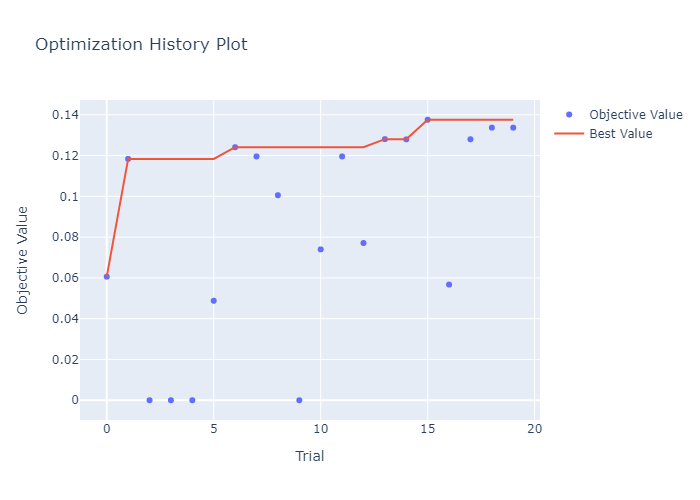 Optimization History Plot
Objective Value
Best Value
0.14
0.12
0.1
0.08
0.06
0.04
0.02
0
Objective Value
0
5
10
15
20
Trial